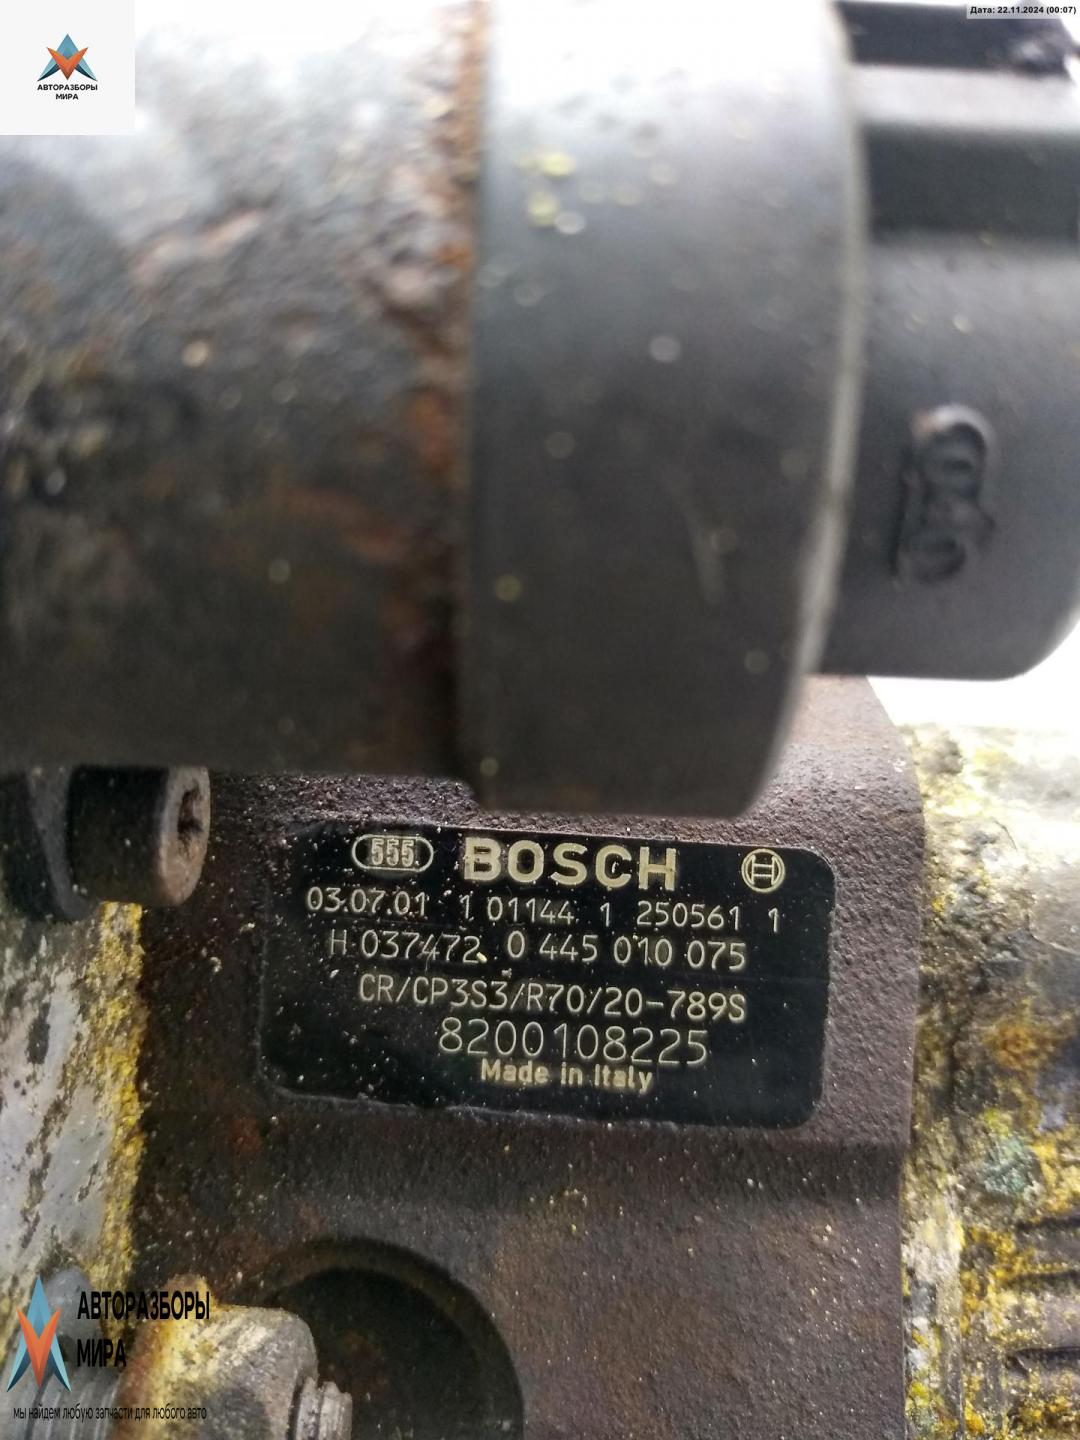 Дата: 22.11.2024 (00:07)
АВТОРАЗБОРЫ
МИРА
555 BOSCH H
03.07.01 1 01144 1 250561 1
H 037472 0 445 010 075
CR/CP3S3/R70/20-789S
8200108225
Made in Italy
АВТОРАЗБОРЫ
МИРА
мы найдем любую запчасти для любого авто